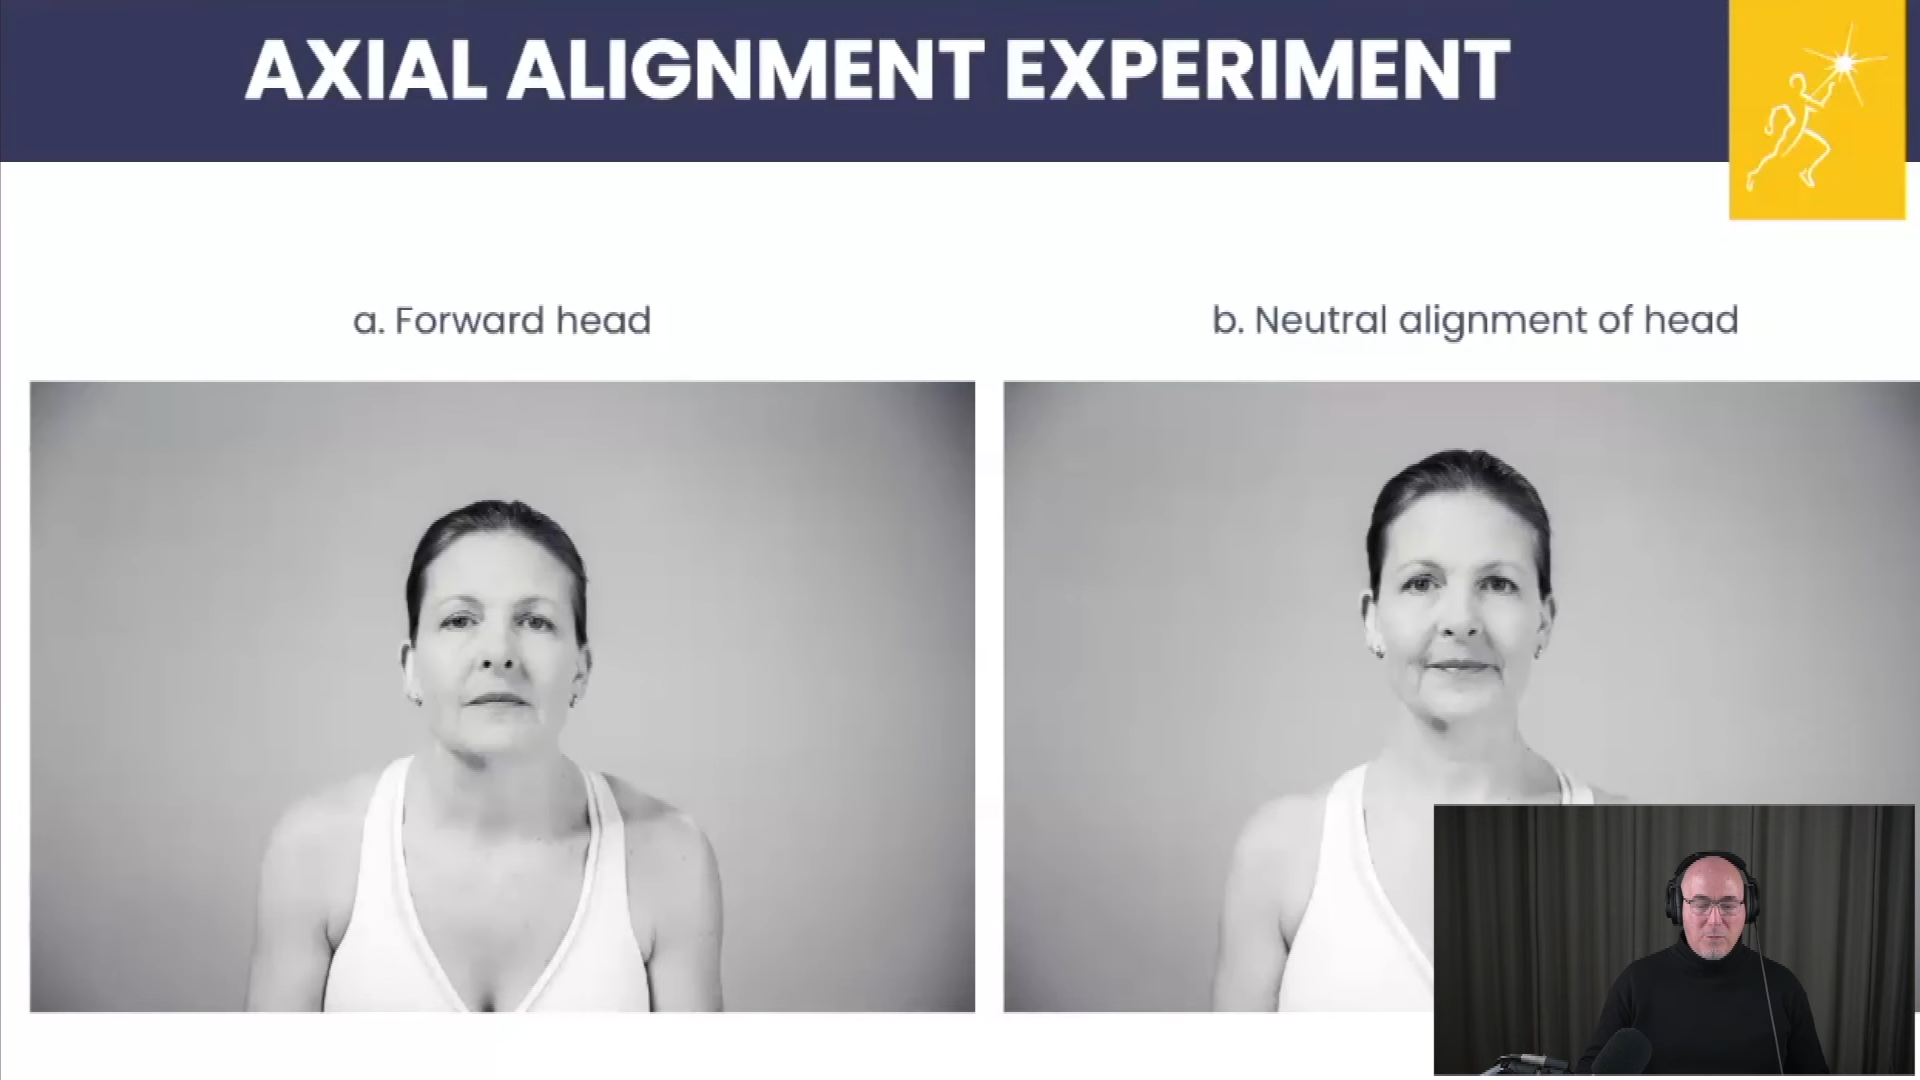 AXIAL ALIGNMENT EXPERIMENT
a. Forward head
b. Neutral alignment of head